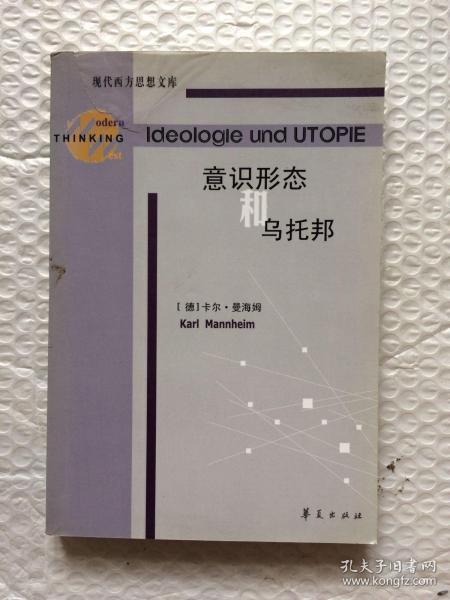 现代西方思想文库
odern
THINKING
est
Ideologie und UTOPIE
意识形态
和
乌托邦
[德]卡尔·曼海姆
Karl Mannheim
华夏出版社
孔夫子旧书网
www.kongfz.com